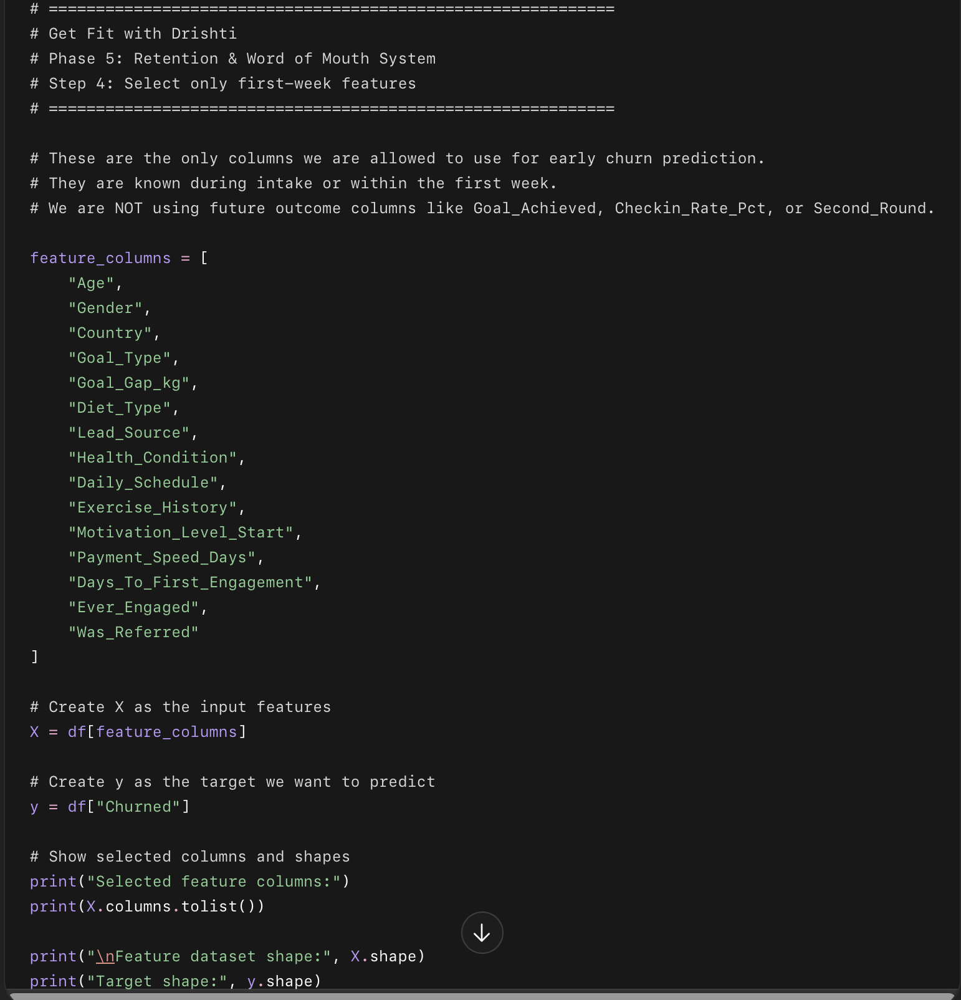 # ============================================================
# Get Fit with Drishti
# Phase 5: Retention & Word of Mouth System
# Step 4: Select only first-week features
# ============================================================

# These are the only columns we are allowed to use for early churn prediction.
# They are known during intake or within the first week.
# We are NOT using future outcome columns like Goal_Achieved, Checkin_Rate_Pct, or Second_Round.

feature_columns = [
    "Age",
    "Gender",
    "Country",
    "Goal_Type",
    "Goal_Gap_kg",
    "Diet_Type",
    "Lead_Source",
    "Health_Condition",
    "Daily_Schedule",
    "Exercise_History",
    "Motivation_Level_Start",
    "Payment_Speed_Days",
    "Days_To_First_Engagement",
    "Ever_Engaged",
    "Was_Referred"
]

# Create X as the input features
X = df[feature_columns]

# Create y as the target we want to predict
y = df["Churned"]

# Show selected columns and shapes
print("Selected feature columns:")
print(X.columns.tolist())

print("\nFeature dataset shape:", X.shape)
print("Target shape:", y.shape)